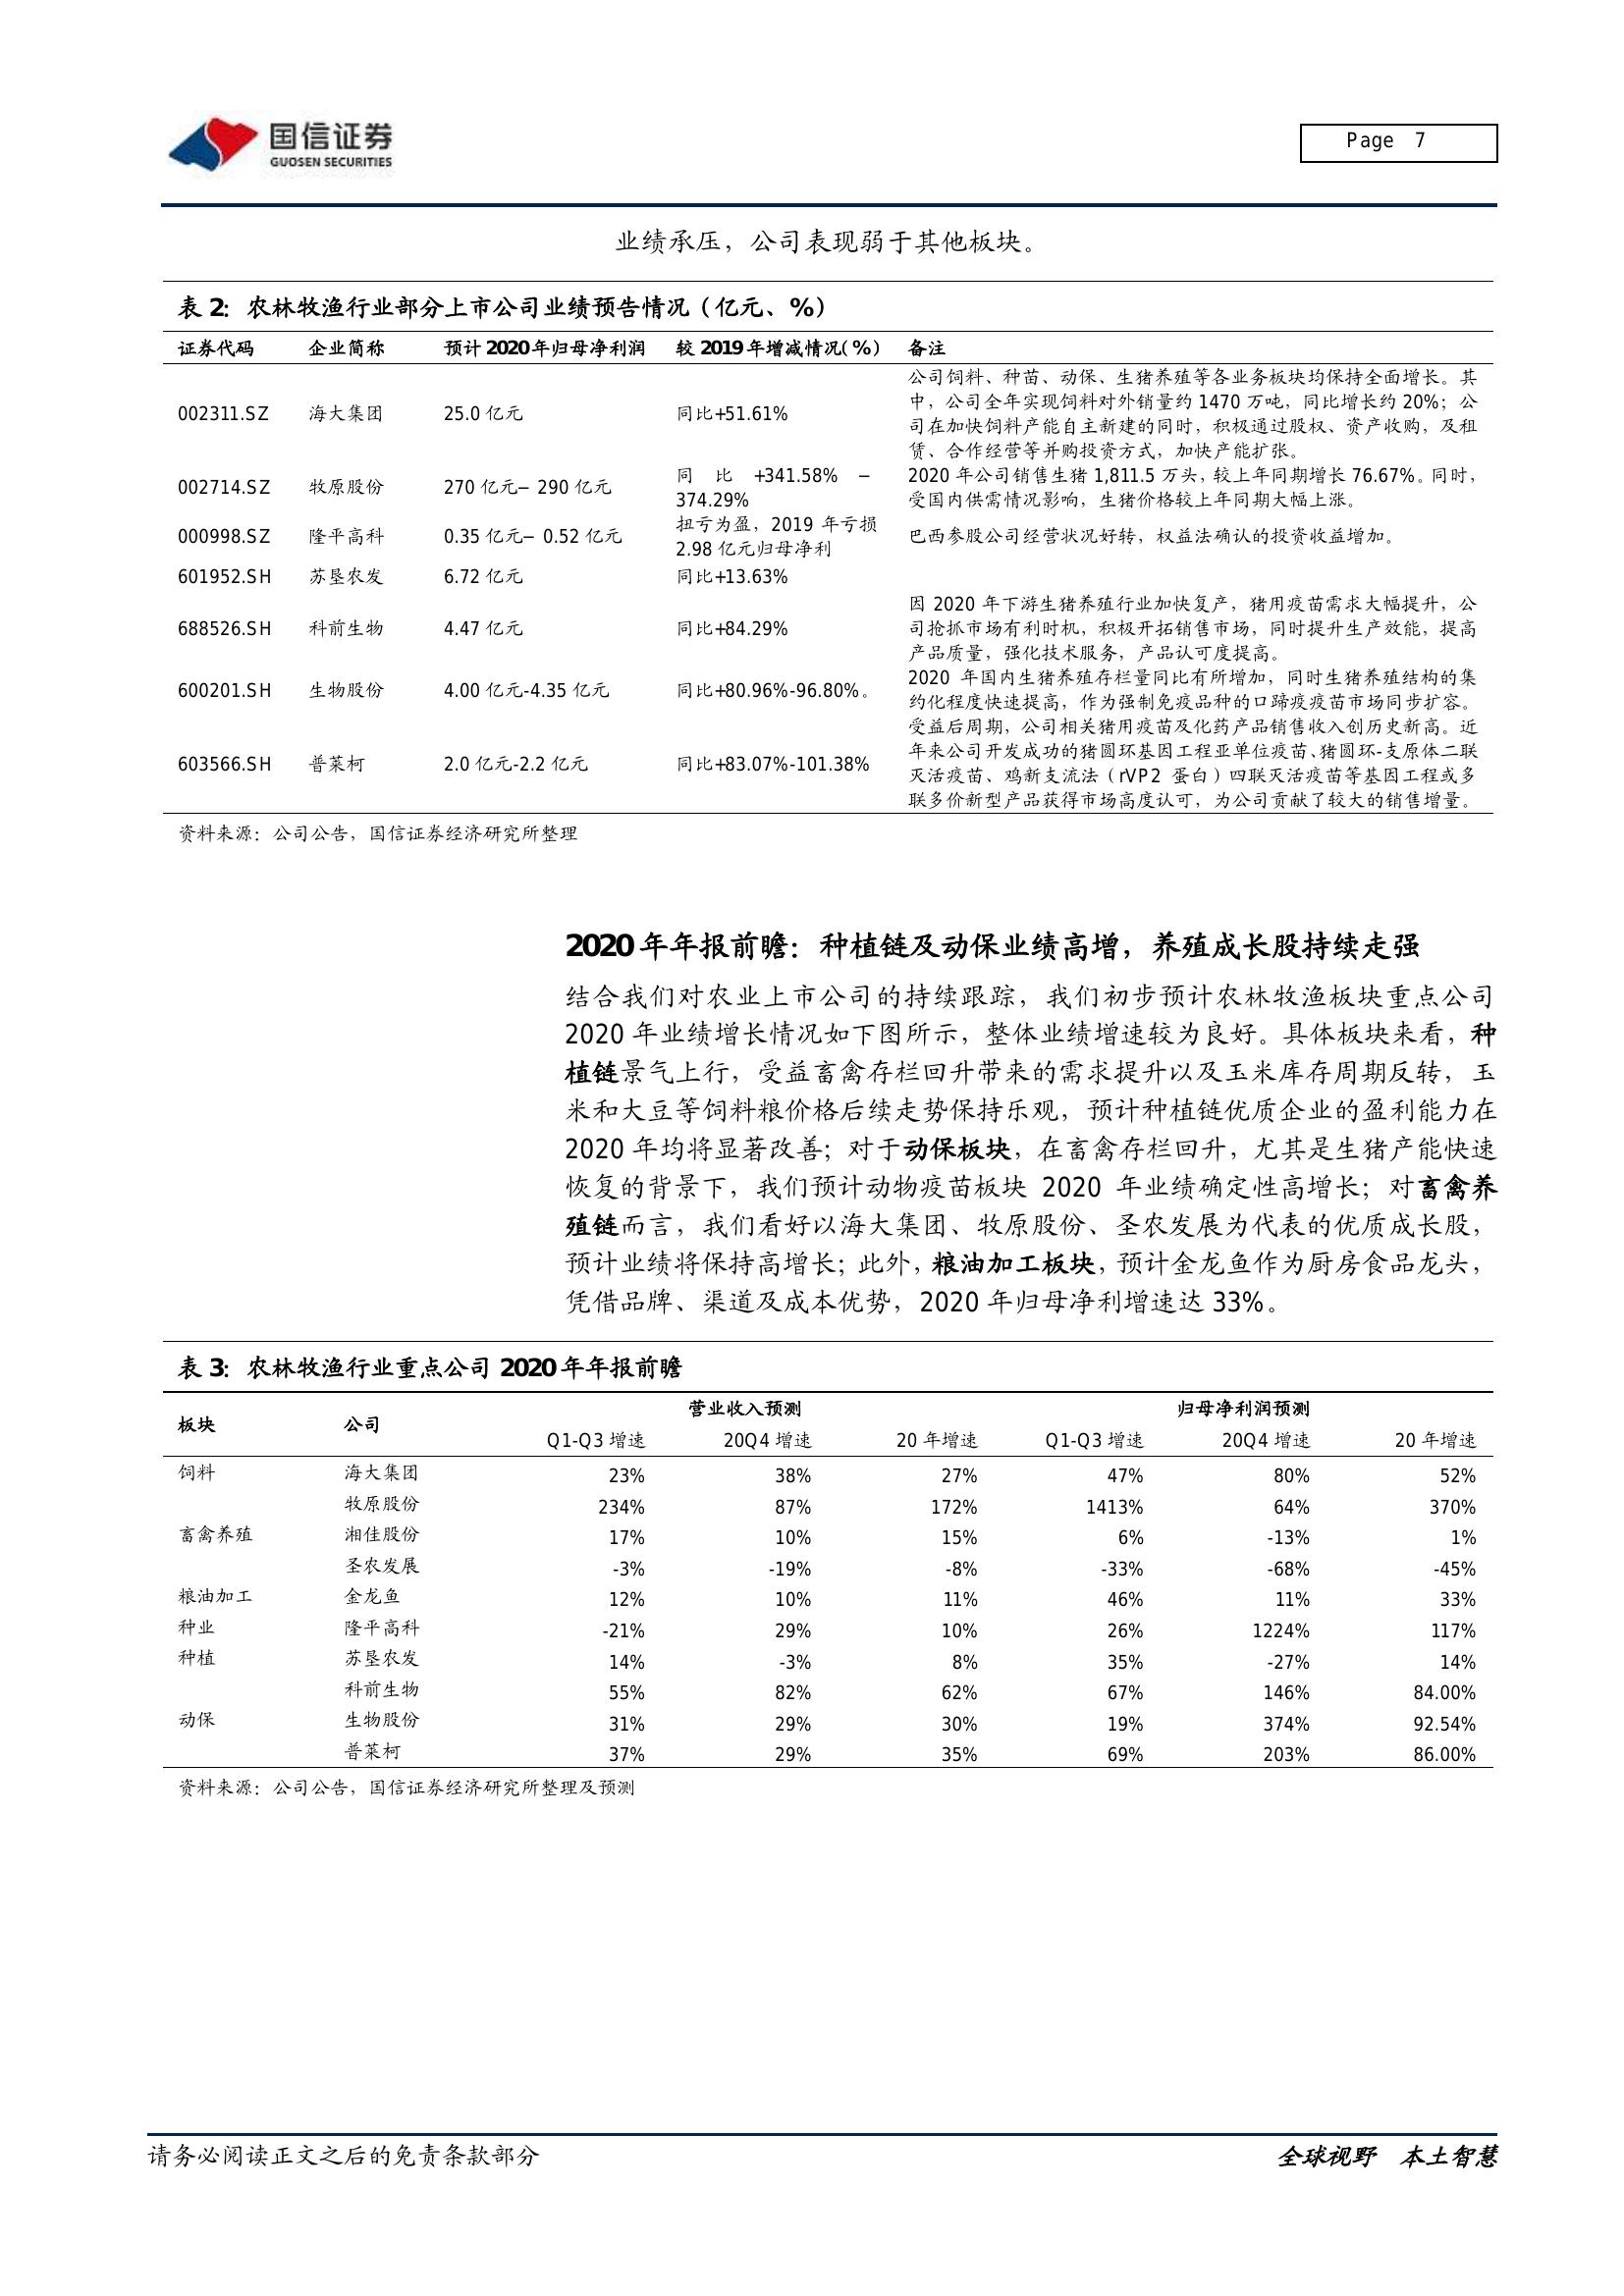 国信证券
GUOSEN SECURITIES
Page 7
业绩承压，公司表现弱于其他板块。
表 2：农林牧渔行业部分上市公司业绩预告情况（亿元、%）
证券代码 企业简称 预计 2020 年归母净利润 较 2019 年增减情况（%） 备注
002311.SZ 海大集团 25.0 亿元 同比+51.61%
公司饲料、种苗、动保、生猪养殖等各业务板块均保持全面增长。其
中，公司全年实现饲料对外销量约 1470 万吨，同比增长约 20%；公
司在加快饲料产能自主新建的同时，积极通过股权、资产收购，及租
赁、合作经营等并购投资方式，加快产能扩张。
002714.SZ 牧原股份 270 亿元— 290 亿元
同 比 +341.58% —
374.29%
2020 年公司销售生猪 1,811.5 万头，较上年同期增长 76.67%。同时，
受国内供需情况影响，生猪价格较上年同期大幅上涨。
000998.SZ 隆平高科 0.35 亿元— 0.52 亿元
扭亏为盈，2019 年亏损
2.98 亿元归母净利
巴西参股公司经营状况好转，权益法确认的投资收益增加。
601952.SH 苏垦农发 6.72 亿元 同比+13.63%
688526.SH 科前生物 4.47 亿元 同比+84.29%
因 2020 年下游生猪养殖行业加快复产，猪用疫苗需求大幅提升，公
司抢抓市场有利时机，积极开拓销售市场，同时提升生产效能，提高
产品质量，强化技术服务，产品认可度提高。
600201.SH 生物股份 4.00 亿元-4.35 亿元 同比+80.96%-96.80%。
2020 年国内生猪养殖存栏量同比有所增加，同时生猪养殖结构的集
约化程度快速提高，作为强制免疫品种的口蹄疫疫苗市场同步扩容。
603566.SH 普莱柯 2.0 亿元-2.2 亿元 同比+83.07%-101.38%
受益后周期，公司相关猪用疫苗及化药产品销售收入创历史新高。近
年来公司开发成功的猪圆环基因工程亚单位疫苗、猪圆环-支原体二联
灭活疫苗、鸡新支流法（rVP2 蛋白）四联灭活疫苗等基因工程或多
联多价新型产品获得市场高度认可，为公司贡献了较大的销售增量。
资料来源：公司公告，国信证券经济研究所整理
2020 年年报前瞻：种植链及动保业绩高增，养殖成长股持续走强
结合我们对农业上市公司的持续跟踪，我们初步预计农林牧渔板块重点公司
2020 年业绩增长情况如下图所示，整体业绩增速较为良好。具体板块来看，种
植链景气上行，受益畜禽存栏回升带来的需求提升以及玉米库存周期反转，玉
米和大豆等饲料粮价格后续走势保持乐观，预计种植链优质企业的盈利能力在
2020 年均将显著改善；对于动保板块，在畜禽存栏回升，尤其是生猪产能快速
恢复的背景下，我们预计动物疫苗板块 2020 年业绩确定性高增长；对畜禽养
殖链而言，我们看好以海大集团、牧原股份、圣农发展为代表的优质成长股，
预计业绩将保持高增长；此外，粮油加工板块，预计金龙鱼作为厨房食品龙头，
凭借品牌、渠道及成本优势，2020 年归母净利增速达 33%。
表 3：农林牧渔行业重点公司 2020 年年报前瞻
板块 公司 营业收入预测 归母净利润预测
Q1-Q3 增速 20Q4 增速 20 年增速 Q1-Q3 增速 20Q4 增速 20 年增速
饲料 海大集团 23% 38% 27% 47% 80% 52%
牧原股份 234% 87% 172% 1413% 64% 370%
畜禽养殖 湘佳股份 17% 10% 15% 6% -13% 1%
圣农发展 -3% -19% -8% -33% -68% -45%
粮油加工 金龙鱼 12% 10% 11% 46% 11% 33%
种业 隆平高科 -21% 29% 10% 26% 1224% 117%
种植 苏垦农发 14% -3% 8% 35% -27% 14%
科前生物 55% 82% 62% 67% 146% 84.00%
动保 生物股份 31% 29% 30% 19% 374% 92.54%
普莱柯 37% 29% 35% 69% 203% 86.00%
资料来源：公司公告，国信证券经济研究所整理及预测
请务必阅读正文之后的免责条款部分
全球视野 本土智慧